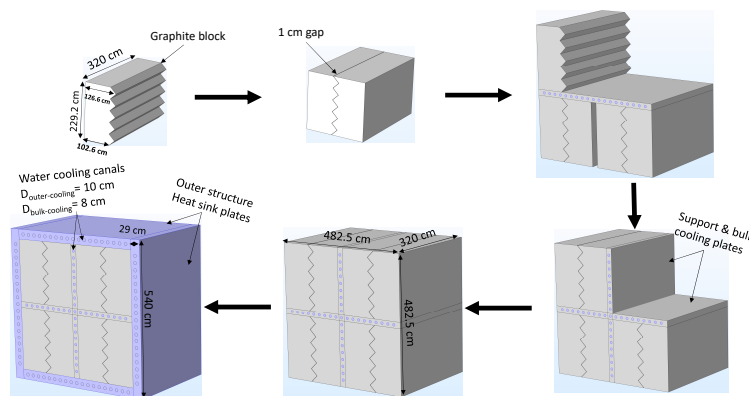 Graphite block
320 cm
126.6 cm
229.2 cm
102.6 cm
1 cm gap
Water cooling canals
Douter-cooling= 10 cm
Dbulk-cooling= 8 cm
Outer structure
Heat sink plates
29 cm
540 cm
482.5 cm
320 cm
482.5 cm
Support & bulk
cooling plates